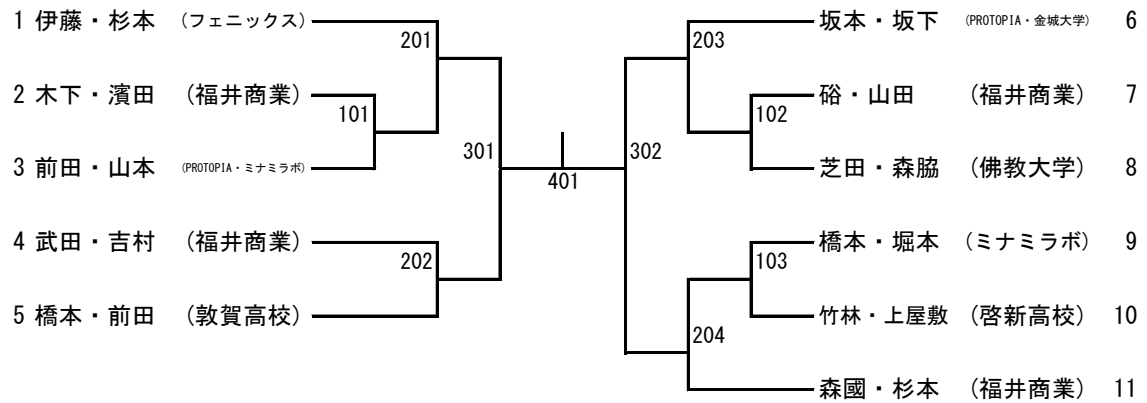 1 伊藤・杉本 (フェニックス)
201
2 木下・濱田 (福井商業)
101
3 前田・山本 (PROTOPIA・ミナミラボ)
301
4 武田・吉村 (福井商業)
202
5 橋本・前田 (敦賀高校)
401
坂本・坂下 (PROTOPIA・金城大学) 6
203
硲・山田 (福井商業) 7
102
芝田・森脇 (佛教大学) 8
302
橋本・堀本 (ミナミラボ) 9
103
竹林・上屋敷 (啓新高校) 10
204
森國・杉本 (福井商業) 11